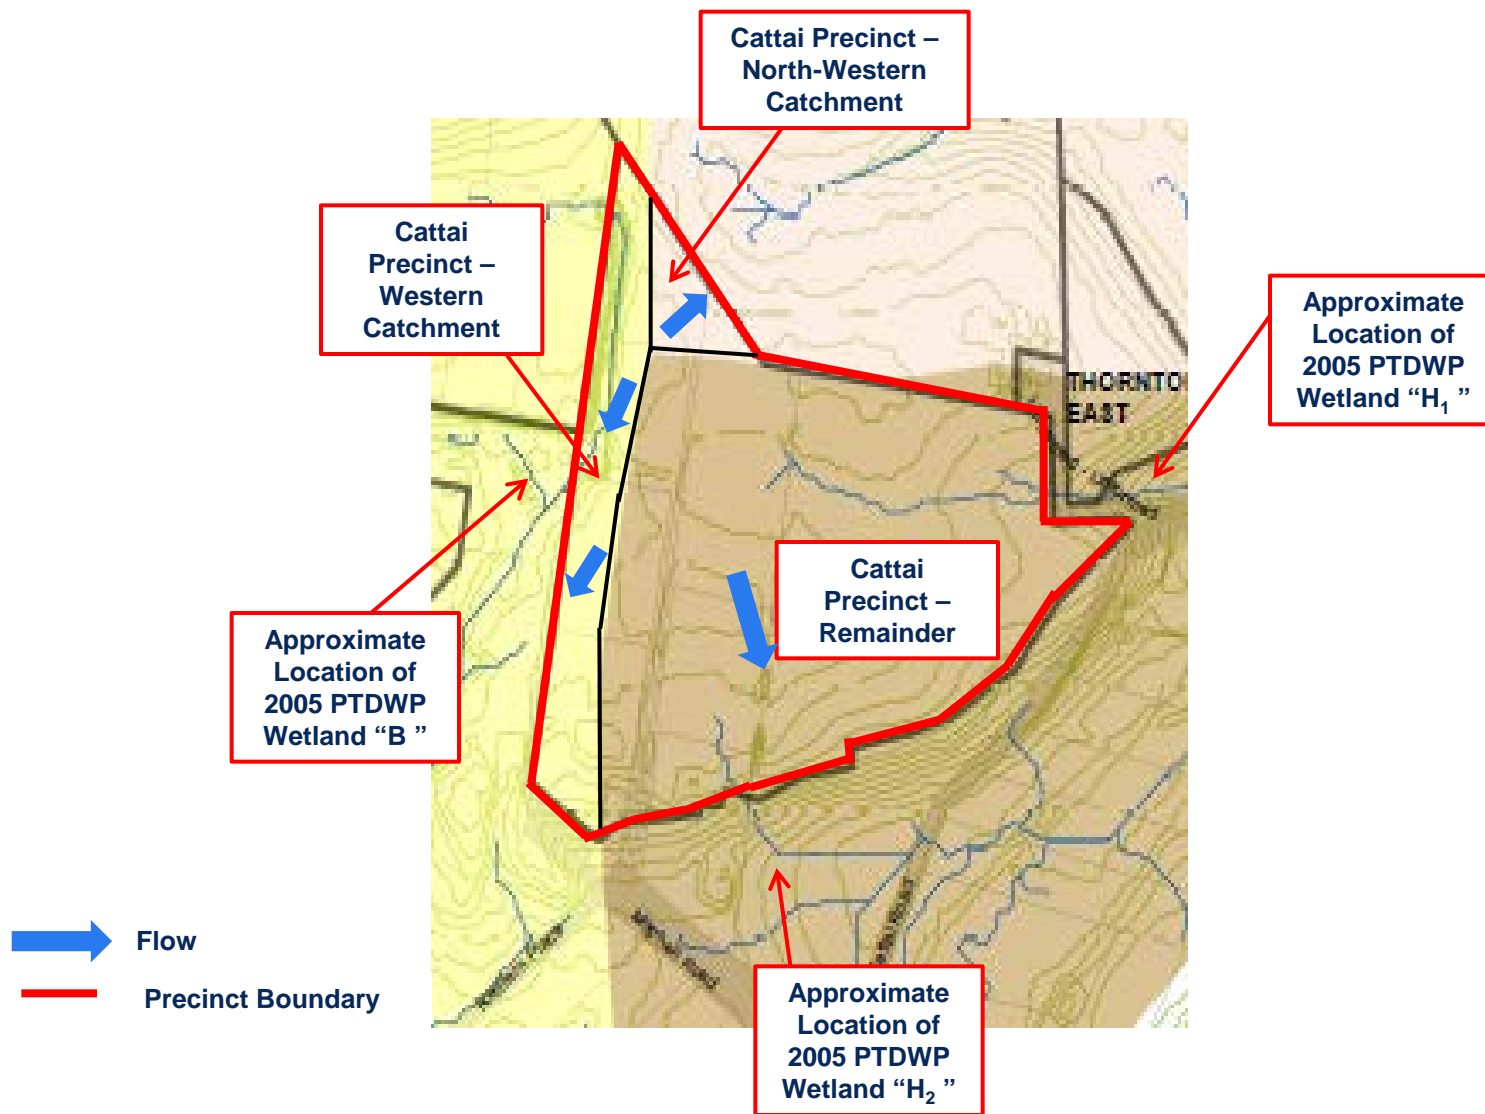 Cattai Precinct –
North-Western
Catchment
Cattai
Precinct –
Western
Catchment
Approximate
Location of
2005 PTDWP
Wetland “H₁ ”
THORNTO
EAST
Cattai
Precinct –
Remainder
Approximate
Location of
2005 PTDWP
Wetland “B ”
Flow
Precinct Boundary
Approximate
Location of
2005 PTDWP
Wetland “H₂ ”